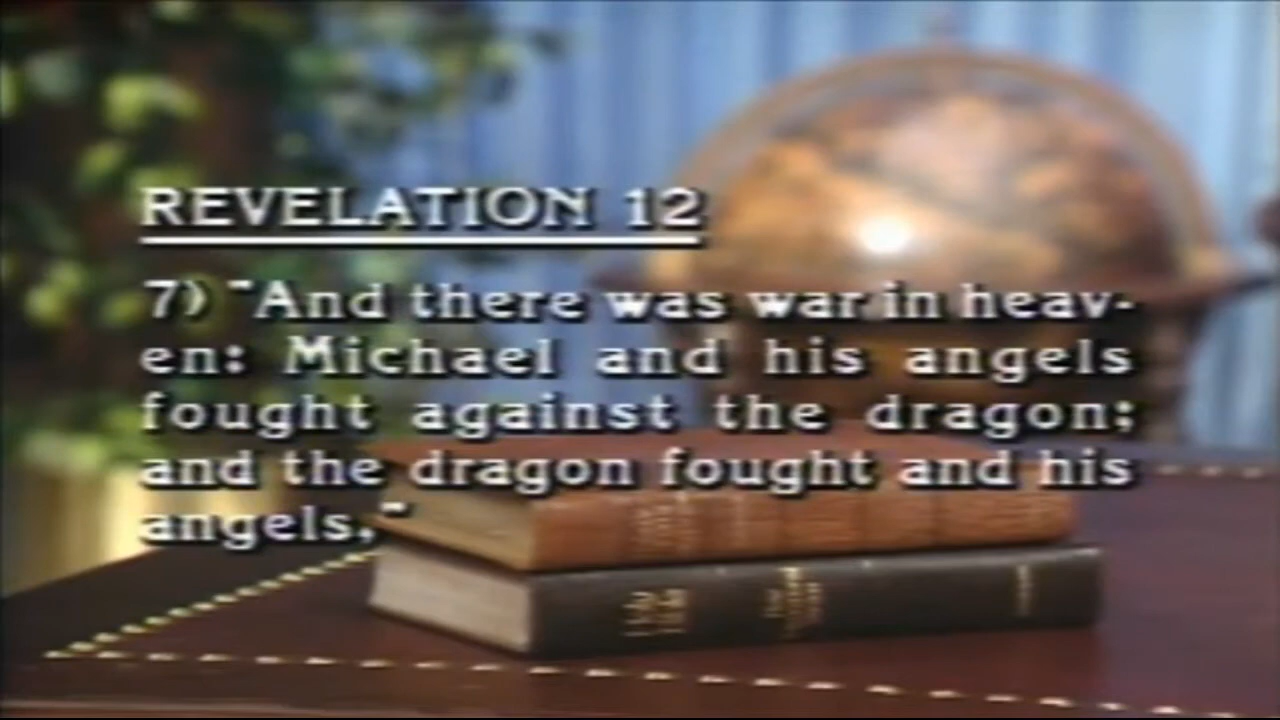 REVELATION 12
7) "And there was war in heav-
en: Michael and his angels
fought against the dragon;
and the dragon fought and his
angels,"